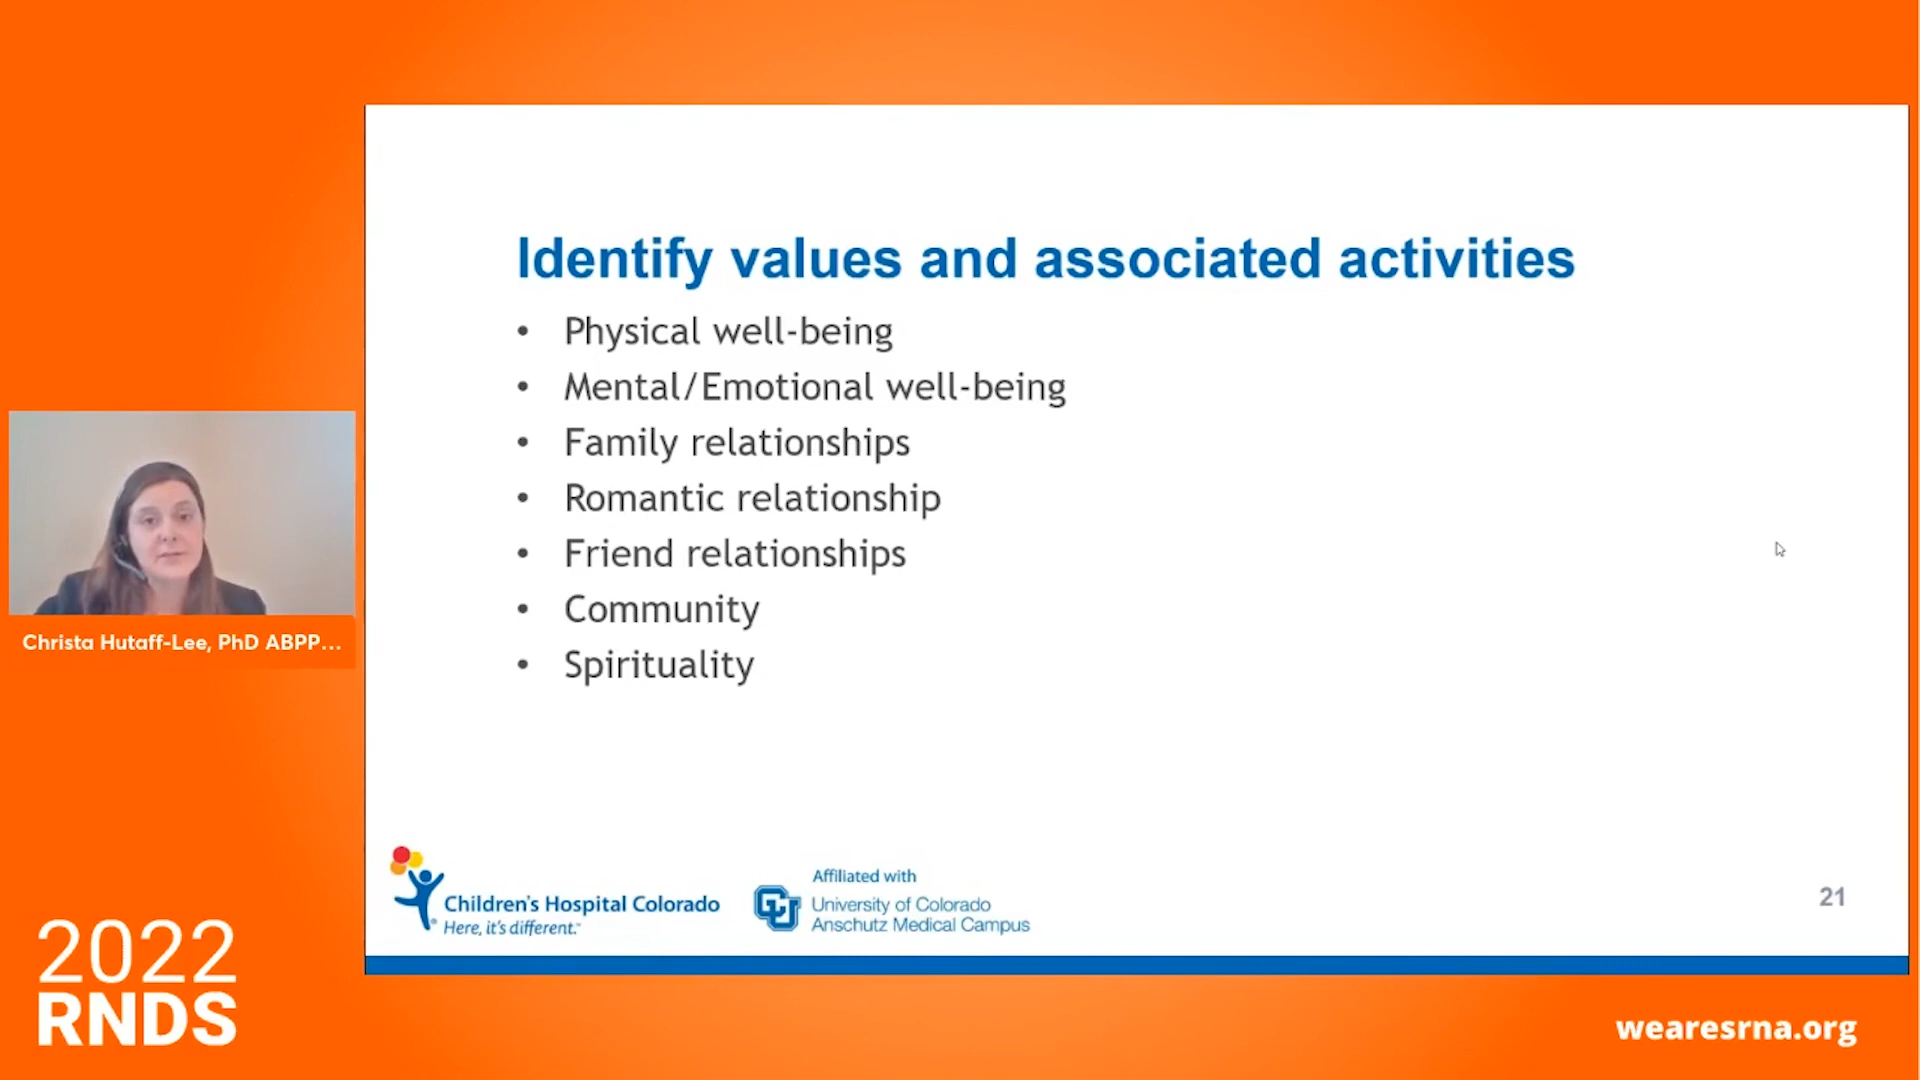 Identify values and associated activities
• Physical well-being
• Mental/Emotional well-being
• Family relationships
• Romantic relationship
• Friend relationships
• Community
• Spirituality
Christa Hutaff-Lee, PhD ABPP...
Children's Hospital Colorado
Here, it's different.™
Affiliated with
CU
University of Colorado
Anschutz Medical Campus
21
2022
RNDS
wearesrna.org